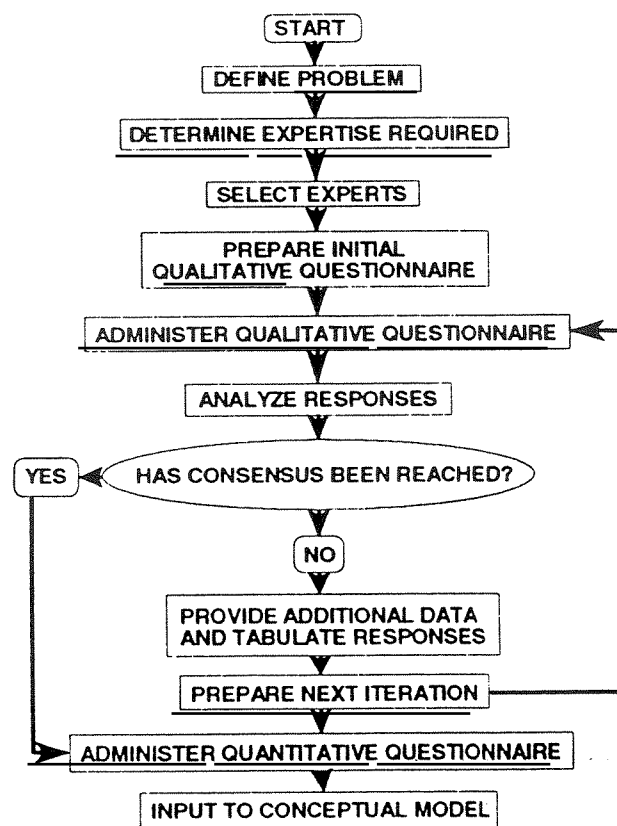 START
DEFINE PROBLEM
DETERMINE EXPERTISE REQUIRED
SELECT EXPERTS
PREPARE INITIAL
QUALITATIVE QUESTIONNAIRE
ADMINISTER QUALITATIVE QUESTIONNAIRE
ANALYZE RESPONSES
YES
HAS CONSENSUS BEEN REACHED?
NO
PROVIDE ADDITIONAL DATA
AND TABULATE RESPONSES
PREPARE NEXT ITERATION
ADMINISTER QUANTITATIVE QUESTIONNAIRE
INPUT TO CONCEPTUAL MODEL